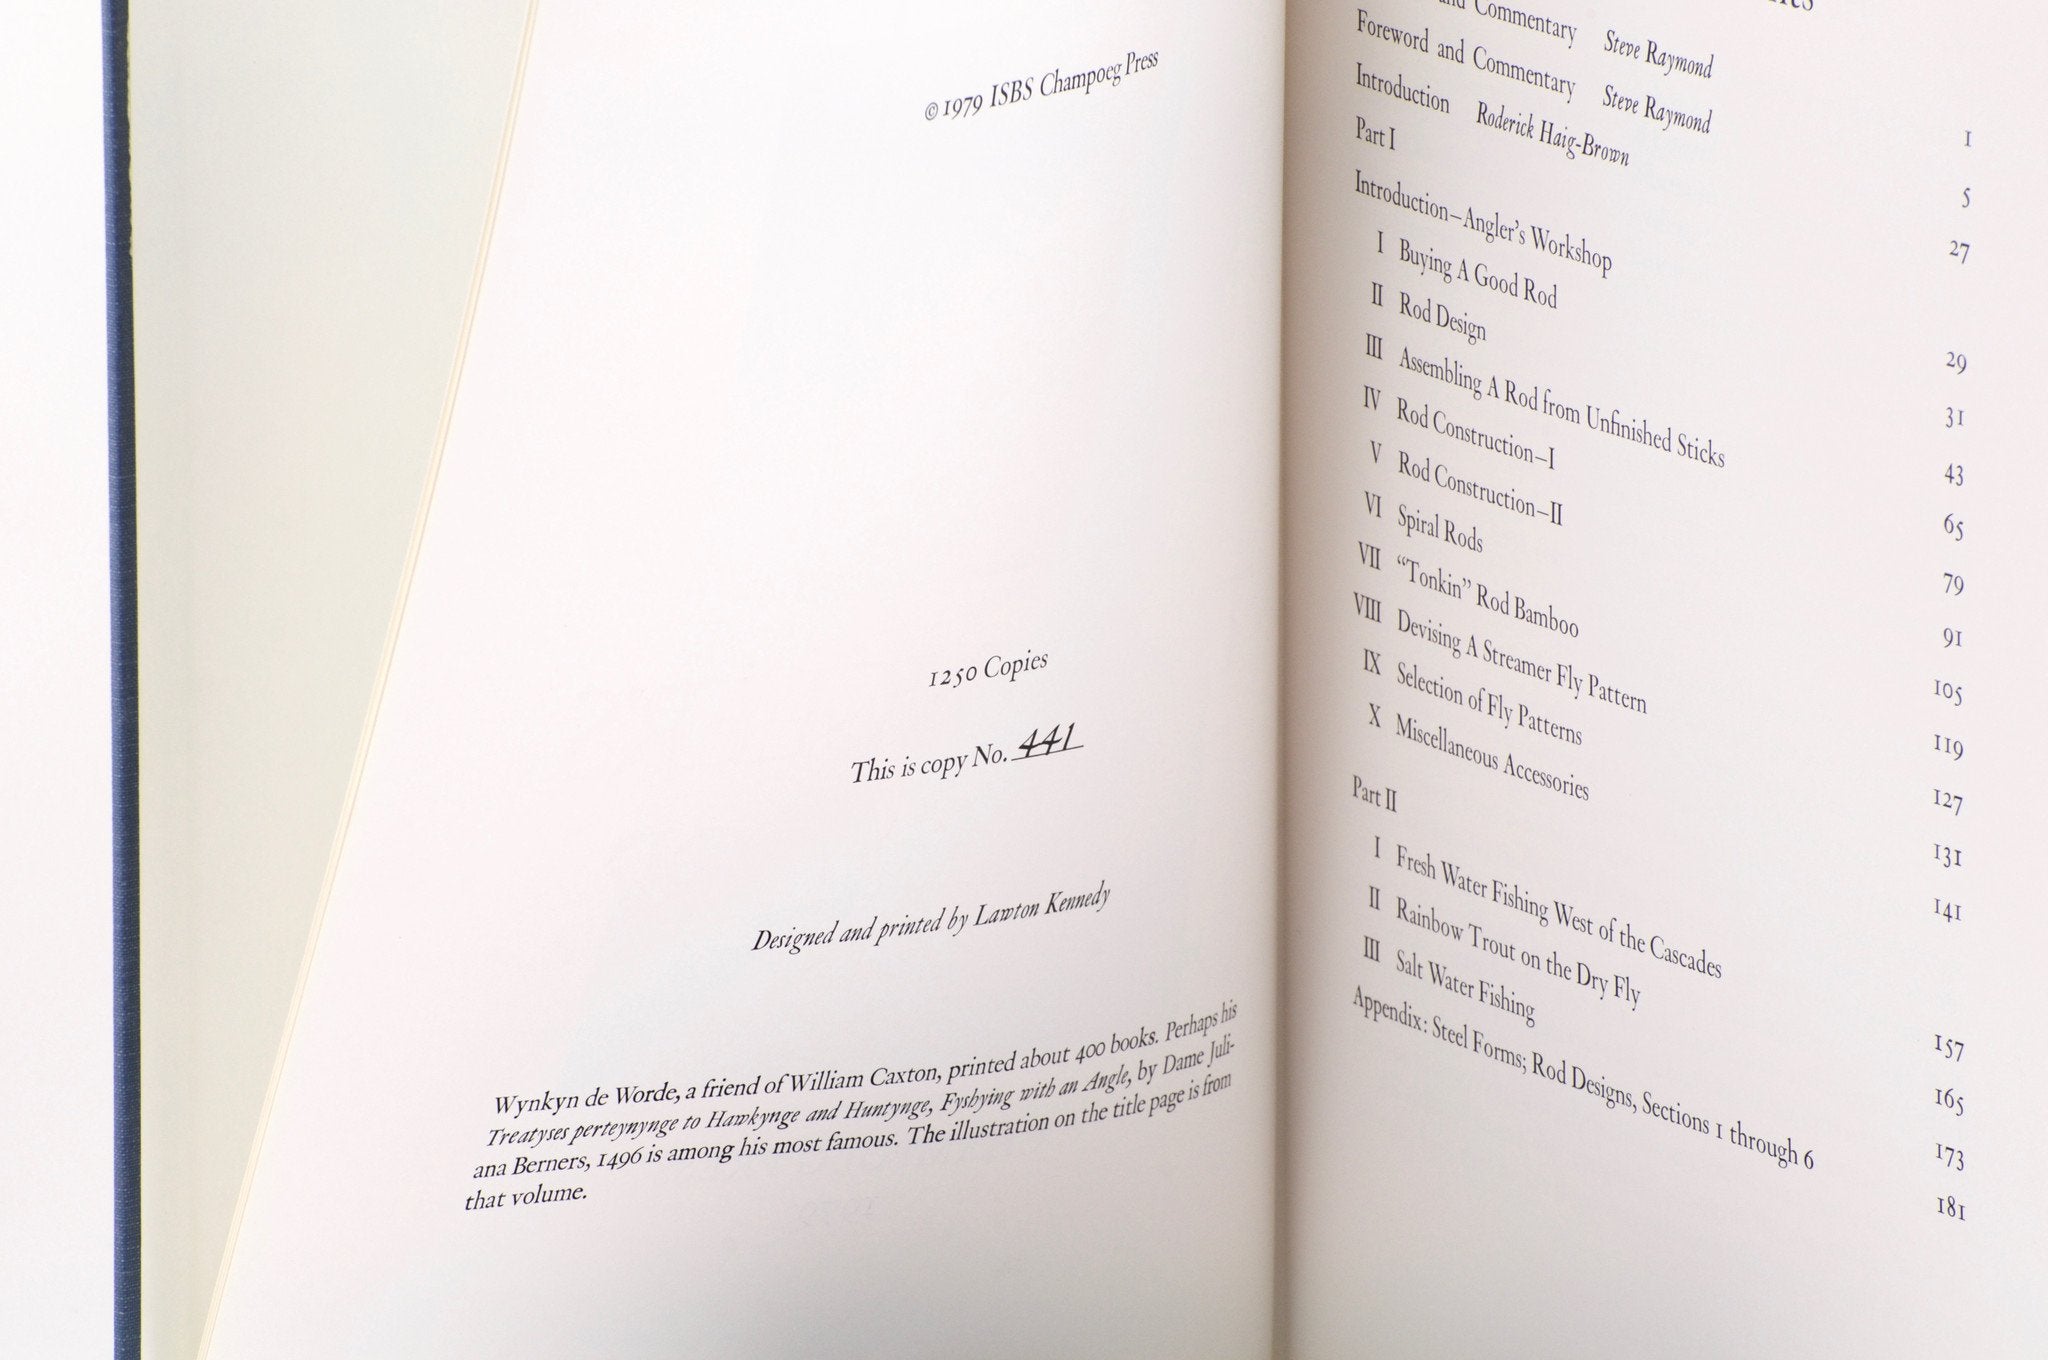 © 1979 ISBS Champoeg Press
1250 Copies
This is copy No. 441
Designed and printed by Lawton Kennedy
Wynkyn de Worde, a friend of William Caxton, printed about 400 books. Perhaps his
Treatyses perteynynge to Hawkynge and Huntynge, Fyshying with an Angle, by Dame Juli-
ana Berners, 1496 is among his most famous. The illustration on the title page is from
that volume.
and Commentary Steve Raymond 1
Foreword and Commentary Steve Raymond 5
Introduction Roderick Haig-Brown 27
Part I
Introduction—Angler's Workshop 29
I Buying A Good Rod 31
II Rod Design 43
III Assembling A Rod from Unfinished Sticks 65
IV Rod Construction—I 79
V Rod Construction—II 91
VI Spiral Rods 105
VII "Tonkin" Rod Bamboo 119
VIII Devising A Streamer Fly Pattern 127
IX Selection of Fly Patterns 131
X Miscellaneous Accessories 141
Part II
I Fresh Water Fishing West of the Cascades 157
II Rainbow Trout on the Dry Fly 165
III Salt Water Fishing 173
Appendix: Steel Forms; Rod Designs, Sections 1 through 6 181